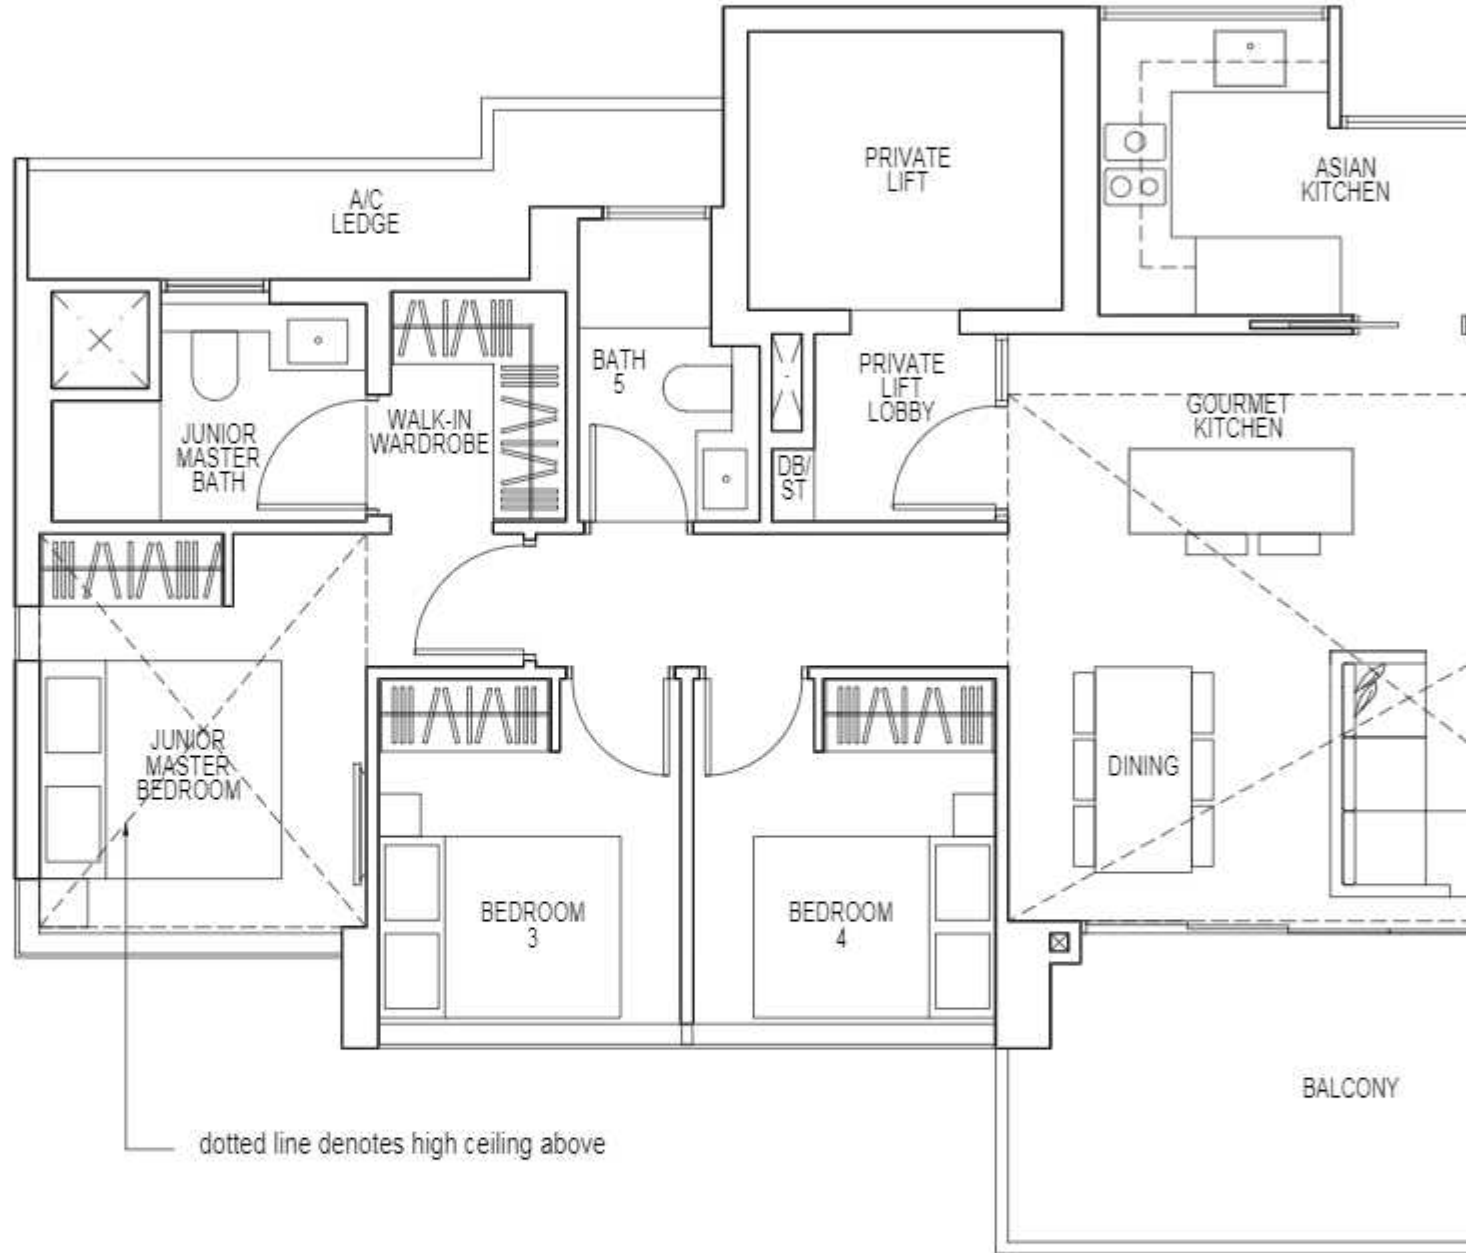 PRIVATE
LIFT
ASIAN
KITCHEN
A/C
LEDGE
BATH
5
PRIVATE
LIFT
LOBBY
GOURMET
KITCHEN
WALK-IN
WARDROBE
JUNIOR
MASTER
BATH
DB/
ST
JUNIOR
MASTER
BEDROOM
DINING
BEDROOM
3
BEDROOM
4
BALCONY
dotted line denotes high ceiling above